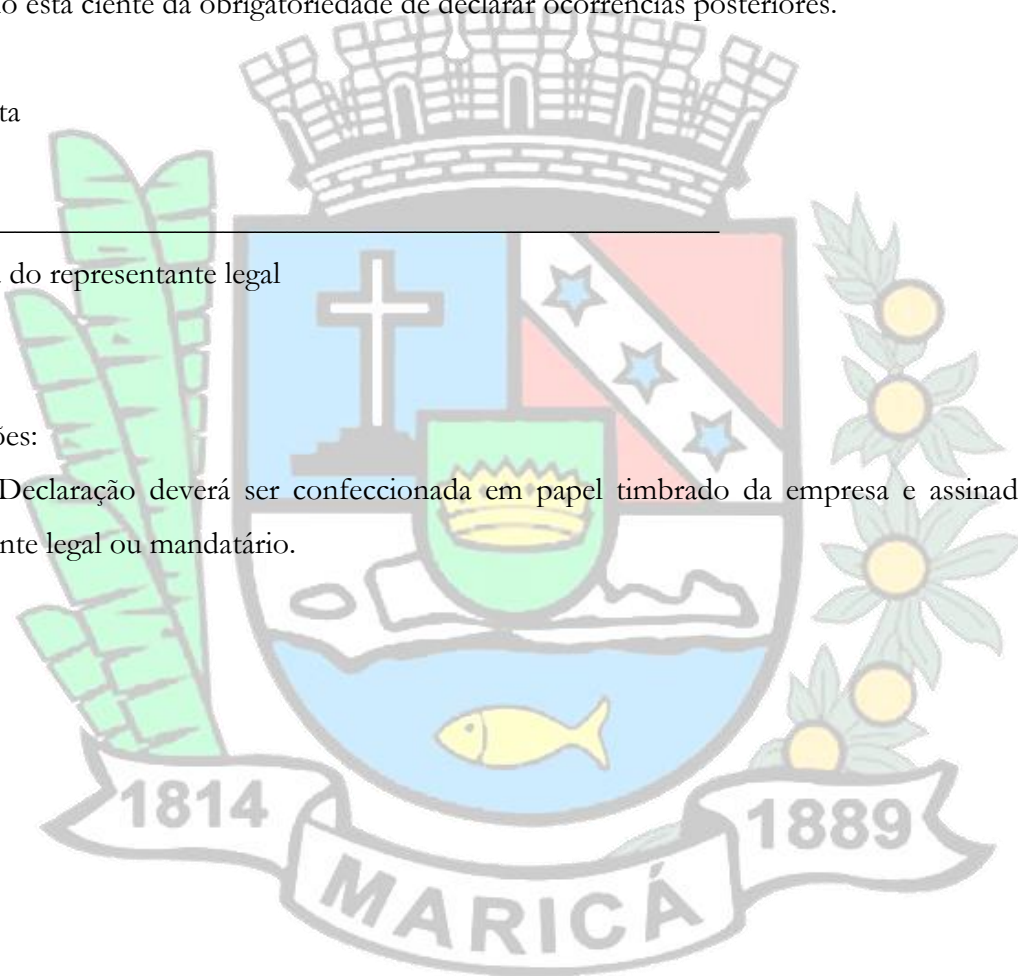 o está ciente da obrigatoriedade de declarar ocorrências posteriores.
ta
do representante legal
ões:
Declaração deverá ser confeccionada em papel timbrado da empresa e assinad
nte legal ou mandatário.
1814
1889
MARICÁ